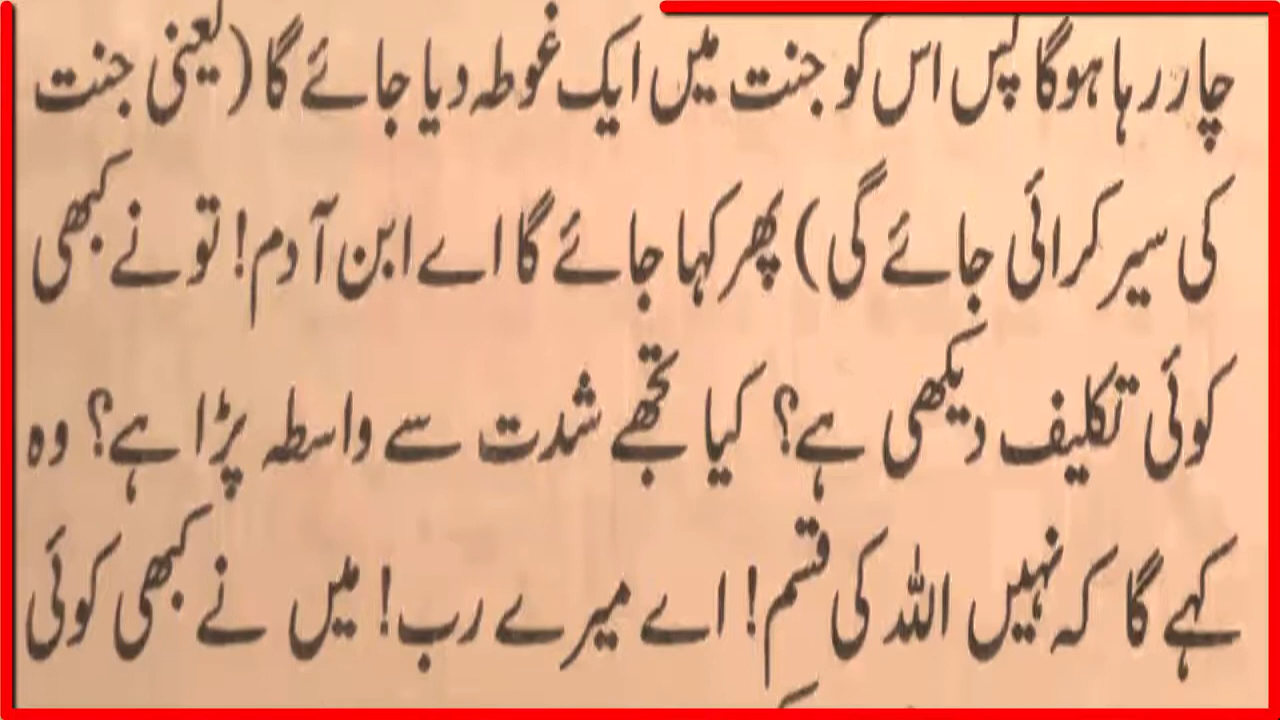 چار رہا ہوگا پس اس کو جنت میں ایک غوطہ دیا جائے گا (یعنی جنت
کی سیر کرائی جائے گی) پھر کہا جائے گا اے ابن آدم! تو نے کبھی
کوئی تکلیف دیکھی ہے؟ کیا تجھے شدت سے واسطہ پڑا ہے؟ وہ
کہے گا کہ نہیں اللہ کی قسم! اے میرے رب! میں نے کبھی کوئی